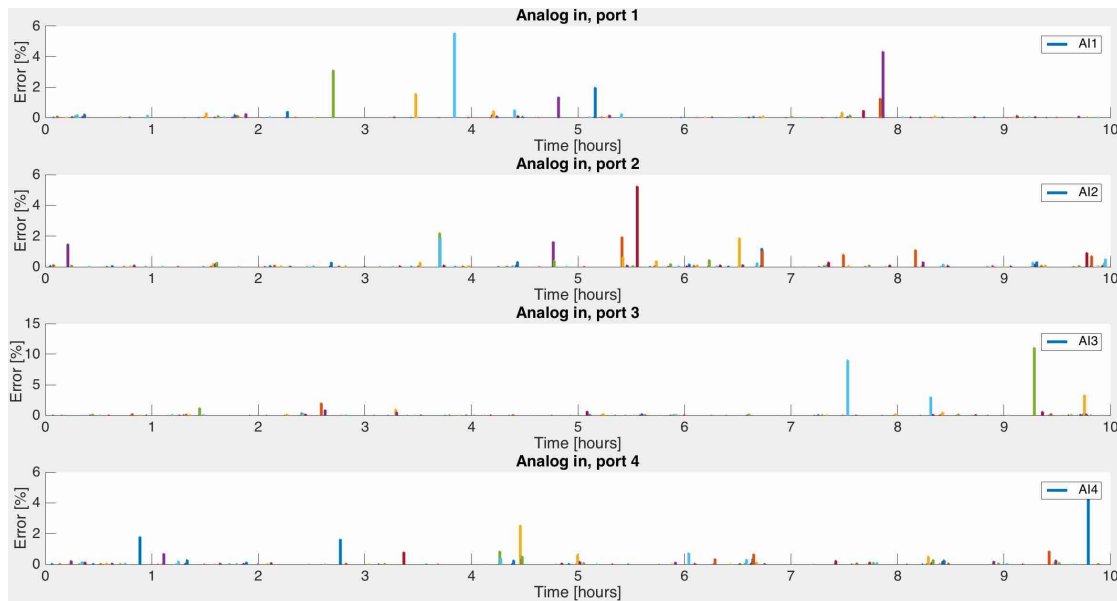 Analog in, port 1
Error [%]
6
4
2
0
AI1
0 1 2 3 4 5 6 7 8 9 10
Time [hours]
Analog in, port 2
Error [%]
6
4
2
0
AI2
0 1 2 3 4 5 6 7 8 9 10
Time [hours]
Analog in, port 3
Error [%]
15
10
5
0
AI3
0 1 2 3 4 5 6 7 8 9 10
Time [hours]
Analog in, port 4
Error [%]
6
4
2
0
AI4
0 1 2 3 4 5 6 7 8 9 10
Time [hours]